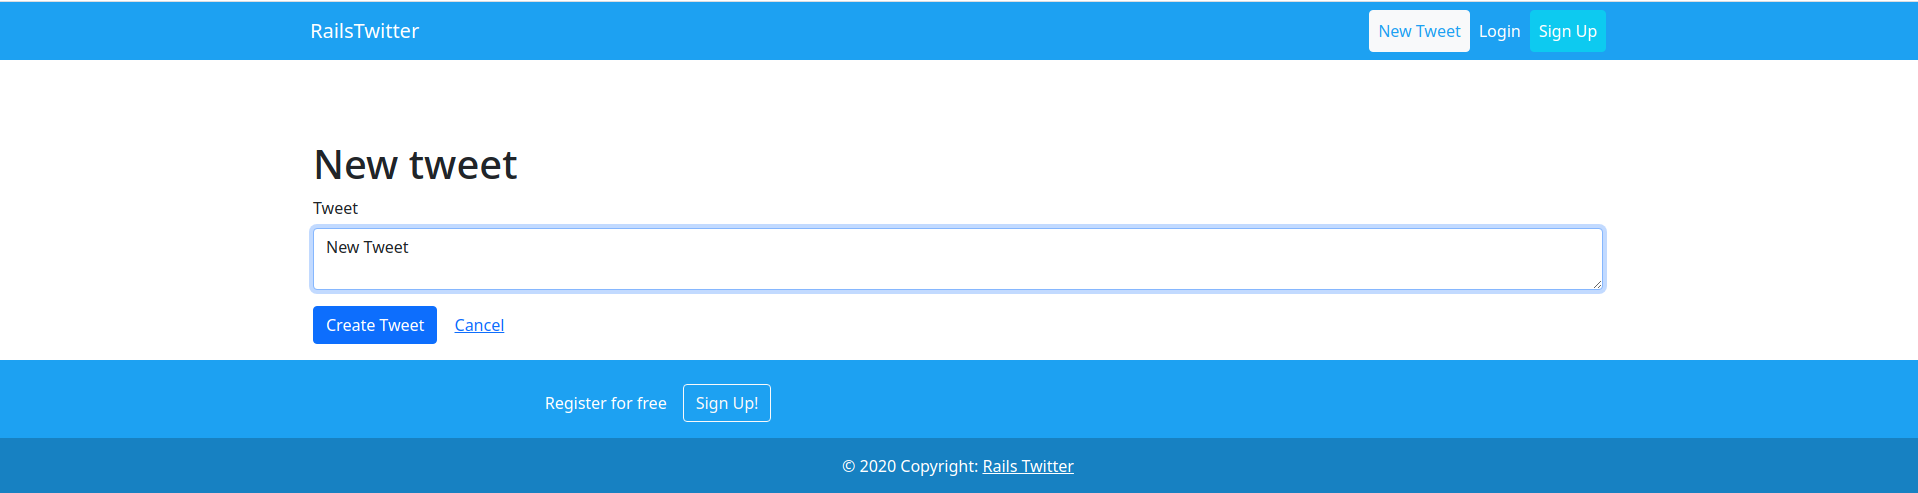 RailsTwitter New Tweet Login Sign Up
New tweet
Tweet
New Tweet
Create Tweet Cancel
Register for free Sign Up!
© 2020 Copyright: Rails Twitter